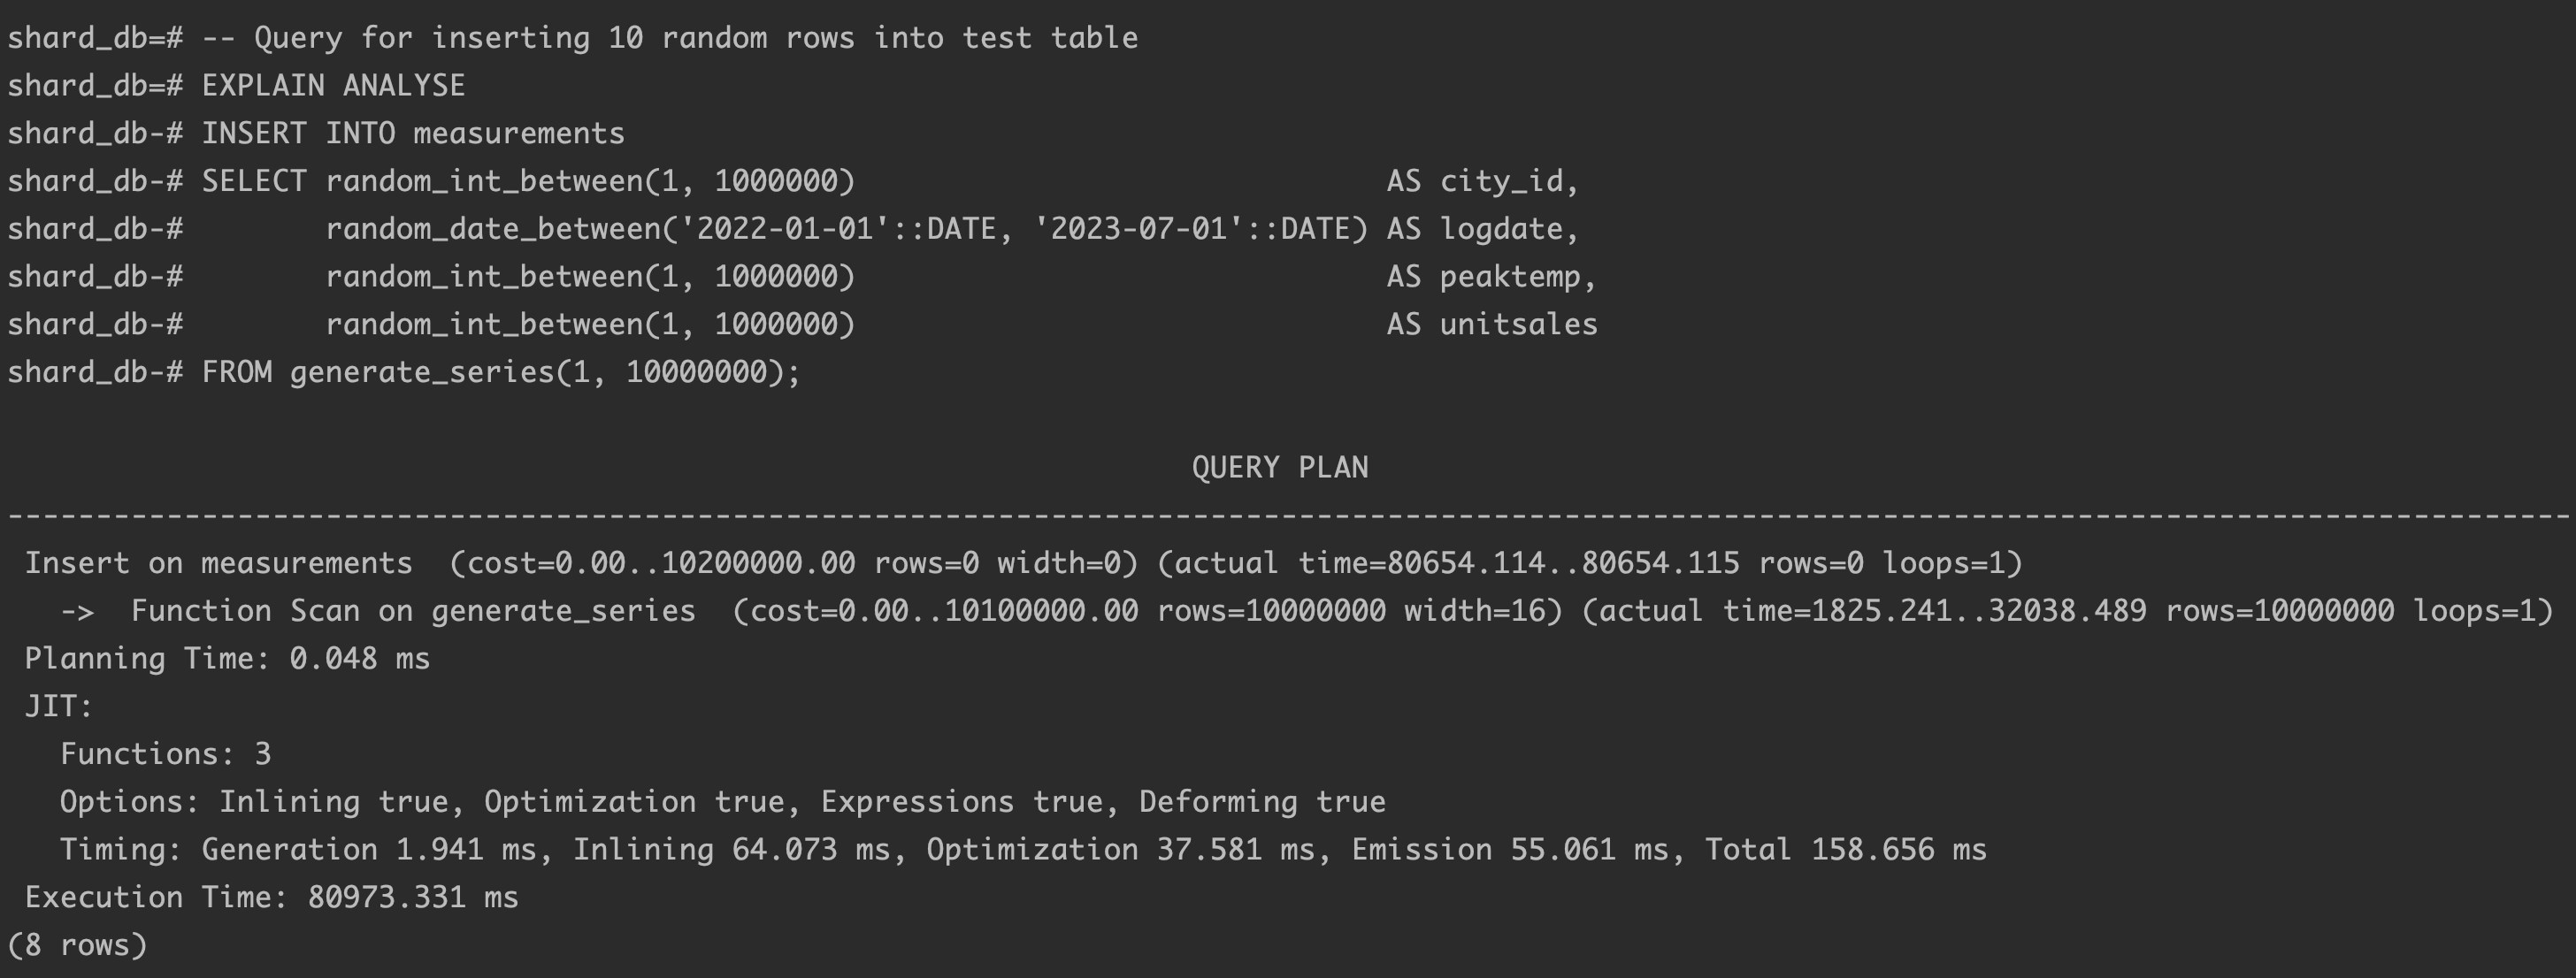 shard_db=# -- Query for inserting 10 random rows into test table
shard_db=# EXPLAIN ANALYSE
shard_db-# INSERT INTO measurements
shard_db-# SELECT random_int_between(1, 1000000)                              AS city_id,
shard_db-#        random_date_between('2022-01-01'::DATE, '2023-07-01'::DATE) AS logdate,
shard_db-#        random_int_between(1, 1000000)                              AS peaktemp,
shard_db-#        random_int_between(1, 1000000)                              AS unitsales
shard_db-# FROM generate_series(1, 10000000);
                                                                   QUERY PLAN
-------------------------------------------------------------------------------------------------------------------------------------------------
 Insert on measurements  (cost=0.00..10200000.00 rows=0 width=0) (actual time=80654.114..80654.115 rows=0 loops=1)
   ->  Function Scan on generate_series  (cost=0.00..10100000.00 rows=10000000 width=16) (actual time=1825.241..32038.489 rows=10000000 loops=1)
 Planning Time: 0.048 ms
 JIT:
   Functions: 3
   Options: Inlining true, Optimization true, Expressions true, Deforming true
   Timing: Generation 1.941 ms, Inlining 64.073 ms, Optimization 37.581 ms, Emission 55.061 ms, Total 158.656 ms
 Execution Time: 80973.331 ms
(8 rows)